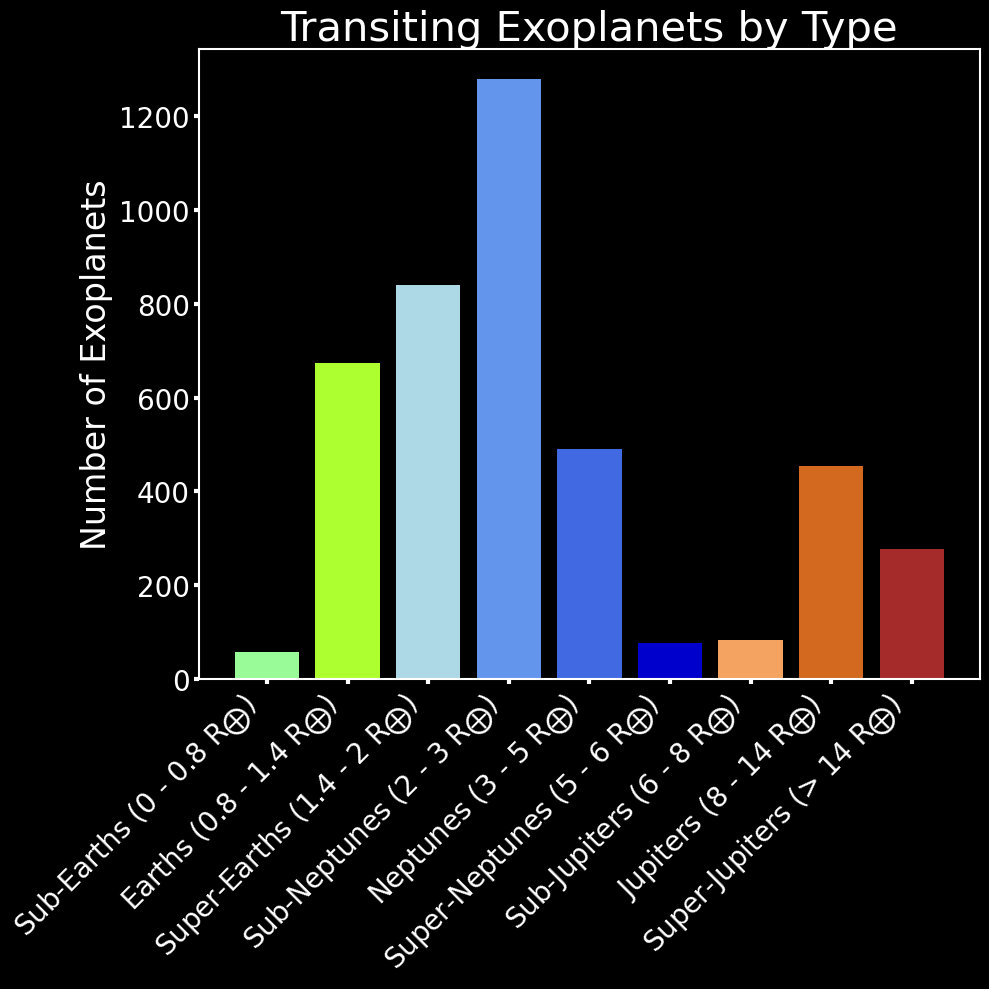 Transiting Exoplanets by Type
Number of Exoplanets
1200
1000
800
600
400
200
0
Sub-Earths (0 - 0.8 R⨁)
Earths (0.8 - 1.4 R⨁)
Super-Earths (1.4 - 2 R⨁)
Sub-Neptunes (2 - 3 R⨁)
Neptunes (3 - 5 R⨁)
Super-Neptunes (5 - 6 R⨁)
Sub-Jupiters (6 - 8 R⨁)
Jupiters (8 - 14 R⨁)
Super-Jupiters (> 14 R⨁)